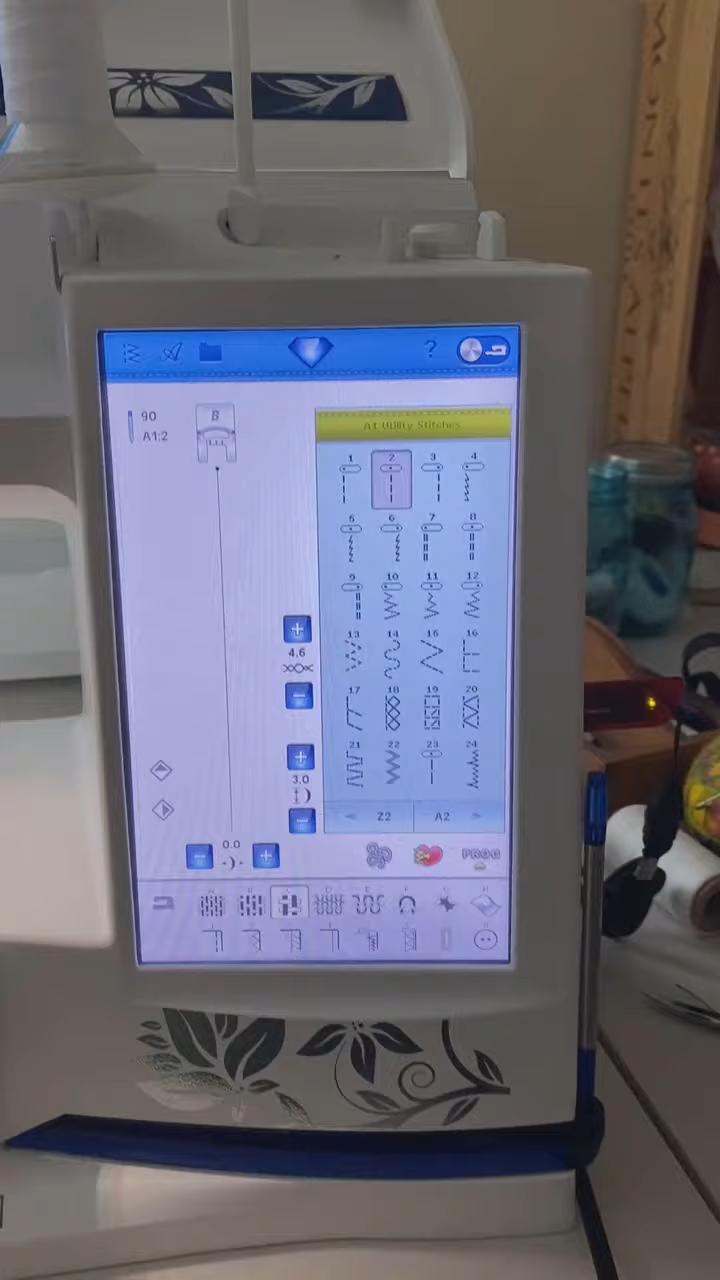 ?
90
B
A1:2
A1 Utility Stitches
1 2 3 4
5 6 7 8
9 10 11 12
13 14 15 16
17 18 19 20
21 22 23 24
+
4.6
−
+
3.0
−
Z2 A2
0.0
− +
PROG